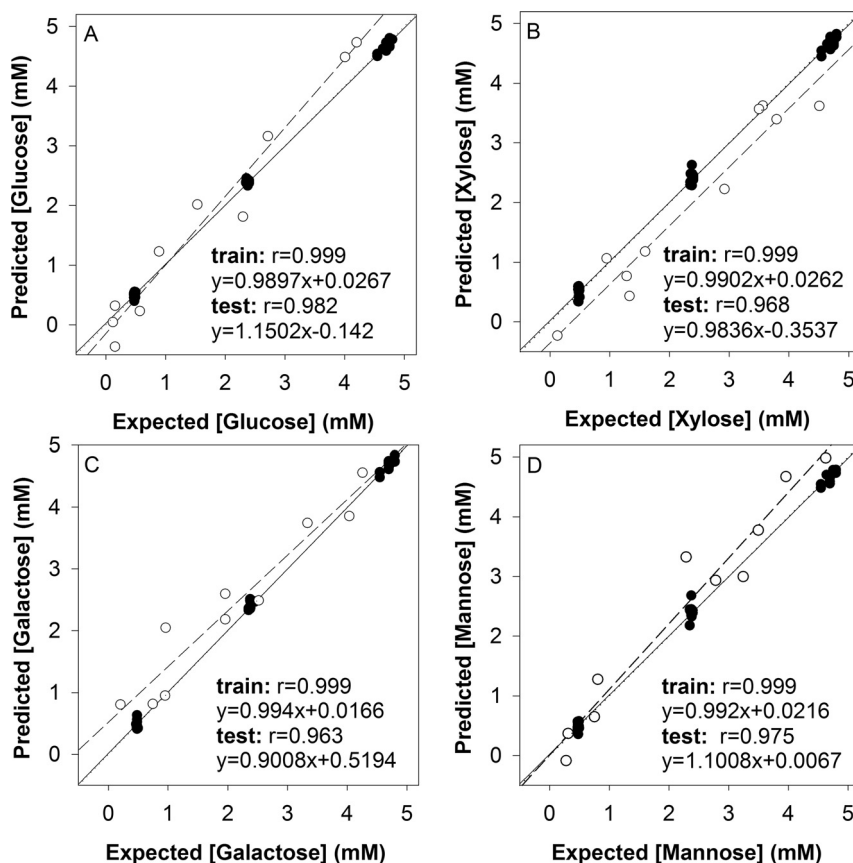 A
Predicted [Glucose] (mM)
5
4
3
2
1
0
train: r=0.999
y=0.9897x+0.0267
test: r=0.982
y=1.1502x-0.142
0 1 2 3 4 5
Expected [Glucose] (mM)
B
Predicted [Xylose] (mM)
5
4
3
2
1
0
train: r=0.999
y=0.9902x+0.0262
test: r=0.968
y=0.9836x-0.3537
0 1 2 3 4 5
Expected [Xylose] (mM)
C
Predicted [Galactose] (mM)
5
4
3
2
1
0
train: r=0.999
y=0.994x+0.0166
test: r=0.963
y=0.9008x+0.5194
0 1 2 3 4 5
Expected [Galactose] (mM)
D
Predicted [Mannose] (mM)
5
4
3
2
1
0
train: r=0.999
y=0.992x+0.0216
test: r=0.975
y=1.1008x+0.0067
0 1 2 3 4 5
Expected [Mannose] (mM)